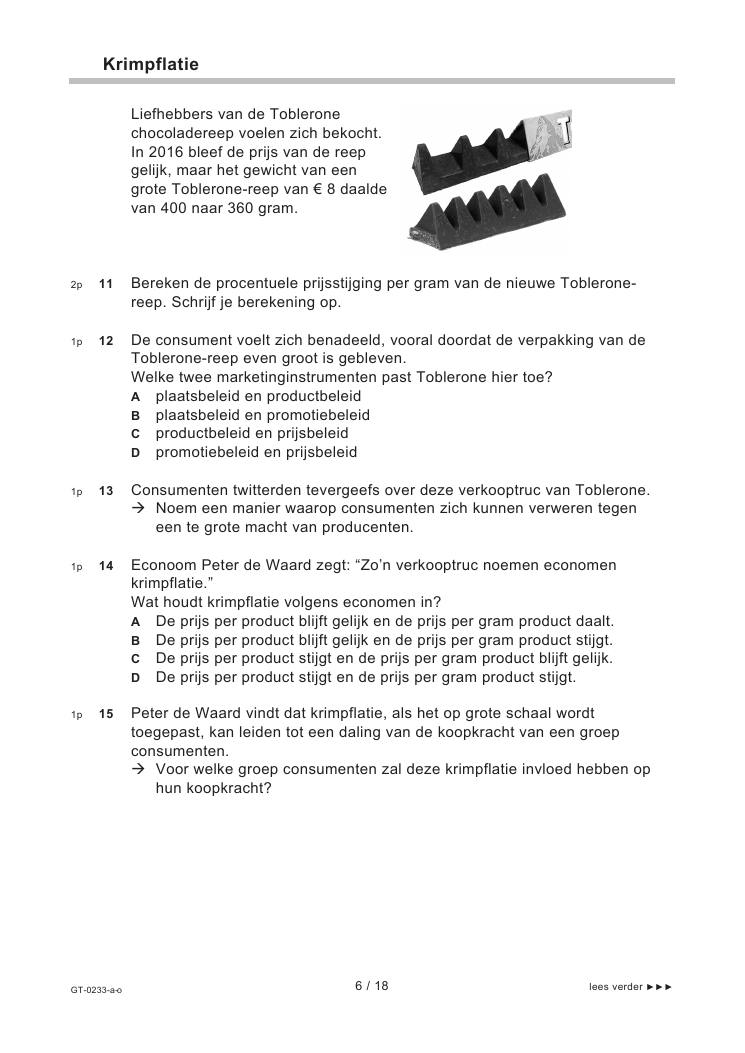 Krimpflatie
Liefhebbers van de Toblerone
chocoladereep voelen zich bekocht.
In 2016 bleef de prijs van de reep
gelijk, maar het gewicht van een
grote Toblerone-reep van € 8 daalde
van 400 naar 360 gram.
T
2p 11 Bereken de procentuele prijsstijging per gram van de nieuwe Toblerone-
reep. Schrijf je berekening op.
1p 12 De consument voelt zich benadeeld, vooral doordat de verpakking van de
Toblerone-reep even groot is gebleven.
Welke twee marketinginstrumenten past Toblerone hier toe?
A plaatsbeleid en productbeleid
B plaatsbeleid en promotiebeleid
C productbeleid en prijsbeleid
D promotiebeleid en prijsbeleid
1p 13 Consumenten twitterden tevergeefs over deze verkooptruc van Toblerone.
→ Noem een manier waarop consumenten zich kunnen verweren tegen
een te grote macht van producenten.
1p 14 Econoom Peter de Waard zegt: “Zo’n verkooptruc noemen economen
krimpflatie.”
Wat houdt krimpflatie volgens economen in?
A De prijs per product blijft gelijk en de prijs per gram product daalt.
B De prijs per product blijft gelijk en de prijs per gram product stijgt.
C De prijs per product stijgt en de prijs per gram product blijft gelijk.
D De prijs per product stijgt en de prijs per gram product stijgt.
1p 15 Peter de Waard vindt dat krimpflatie, als het op grote schaal wordt
toegepast, kan leiden tot een daling van de koopkracht van een groep
consumenten.
→ Voor welke groep consumenten zal deze krimpflatie invloed hebben op
hun koopkracht?
GT-0233-a-o
6 / 18
lees verder ►►►